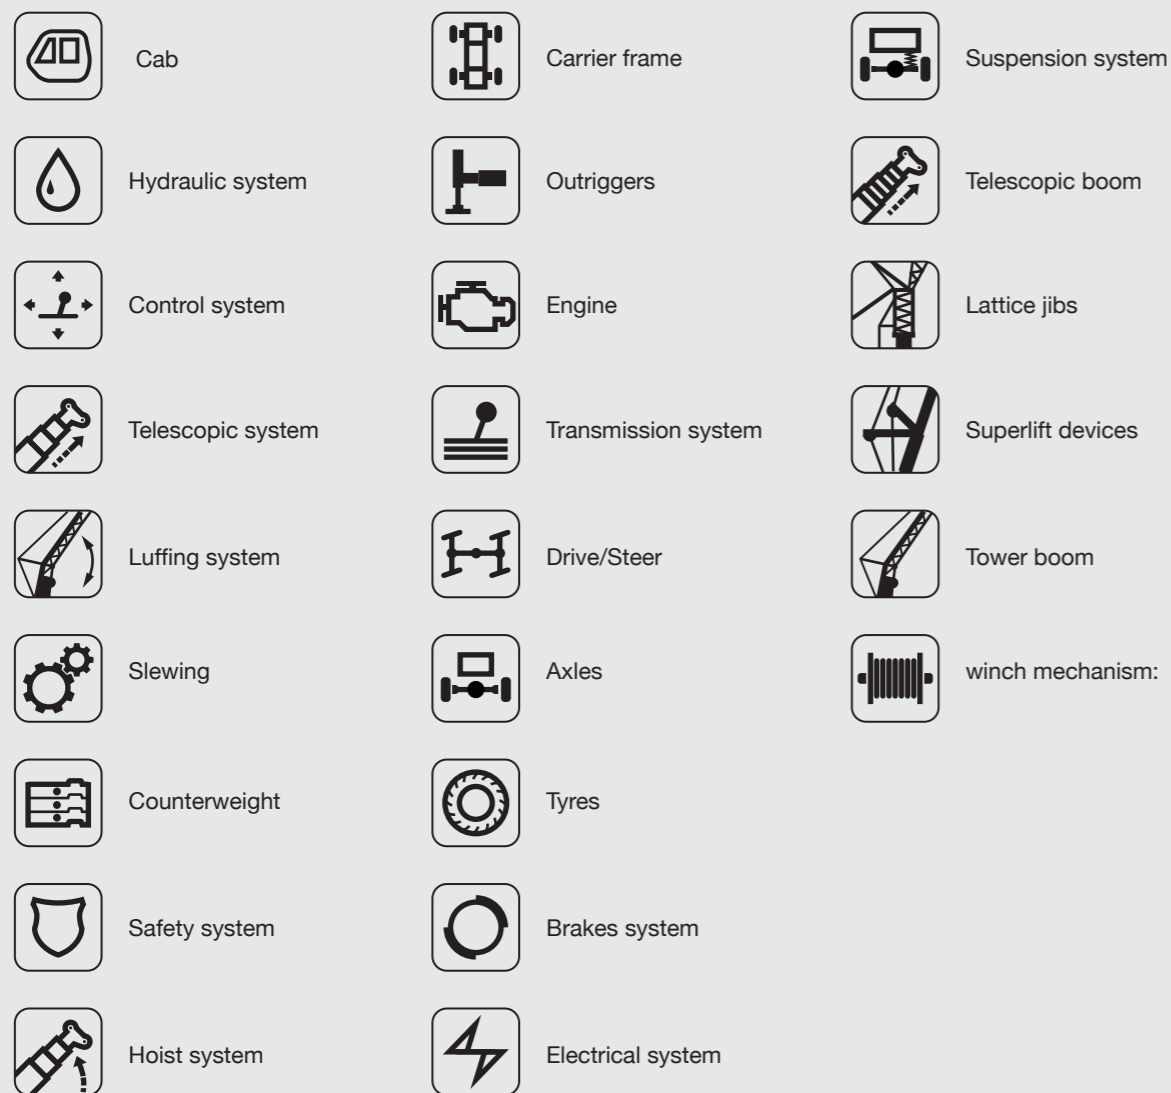 Cab
Hydraulic system
Control system
Telescopic system
Luffing system
Slewing
Counterweight
Safety system
Hoist system
Carrier frame
Outriggers
Engine
Transmission system
Drive/Steer
Axles
Tyres
Brakes system
Electrical system
Suspension system
Telescopic boom
Lattice jibs
Superlift devices
Tower boom
winch mechanism: